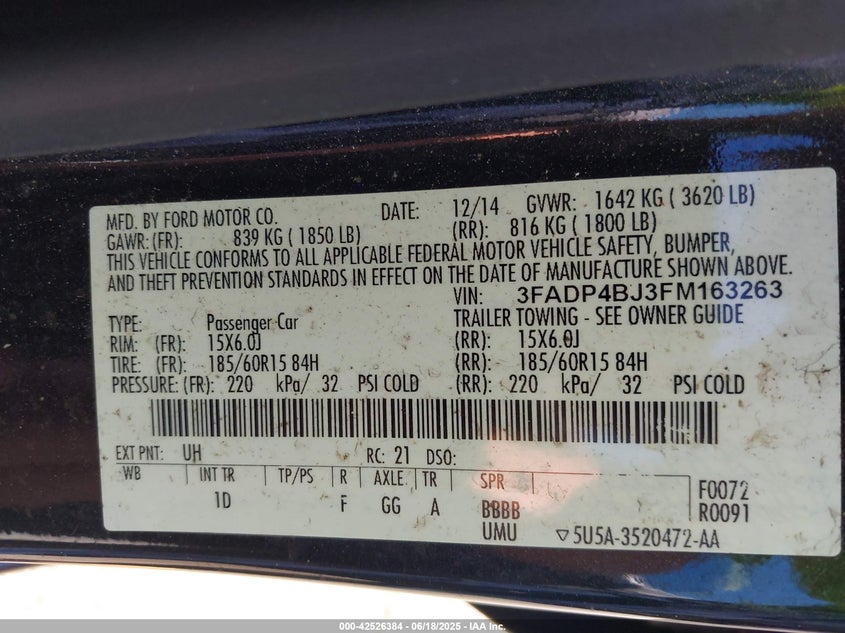 MFD. BY FORD MOTOR CO. DATE: 12/14 GVWR: 1642 KG ( 3620 LB)
GAWR: (FR): 839 KG ( 1850 LB) (RR): 816 KG ( 1800 LB)
THIS VEHICLE CONFORMS TO ALL APPLICABLE FEDERAL MOTOR VEHICLE SAFETY, BUMPER,
AND THEFT PREVENTION STANDARDS IN EFFECT ON THE DATE OF MANUFACTURE SHOWN ABOVE.
VIN: 3FADP4BJ3FM163263
TYPE: Passenger Car TRAILER TOWING - SEE OWNER GUIDE
RIM: (FR): 15X6.0J (RR): 15X6.0J
TIRE: (FR): 185/60R15 84H (RR): 185/60R15 84H
PRESSURE: (FR): 220 kPa/ 32 PSI COLD (RR): 220 kPa/ 32 PSI COLD
EXT PNT: UH RC: 21 DSO:
WB INT TR TP/PS R AXLE TR SPR F0072
1D F GG A BBBB R0091
UMU ▽5U5A-3520472-AA
000-42526384 - 06/18/2025 - IAA Inc.